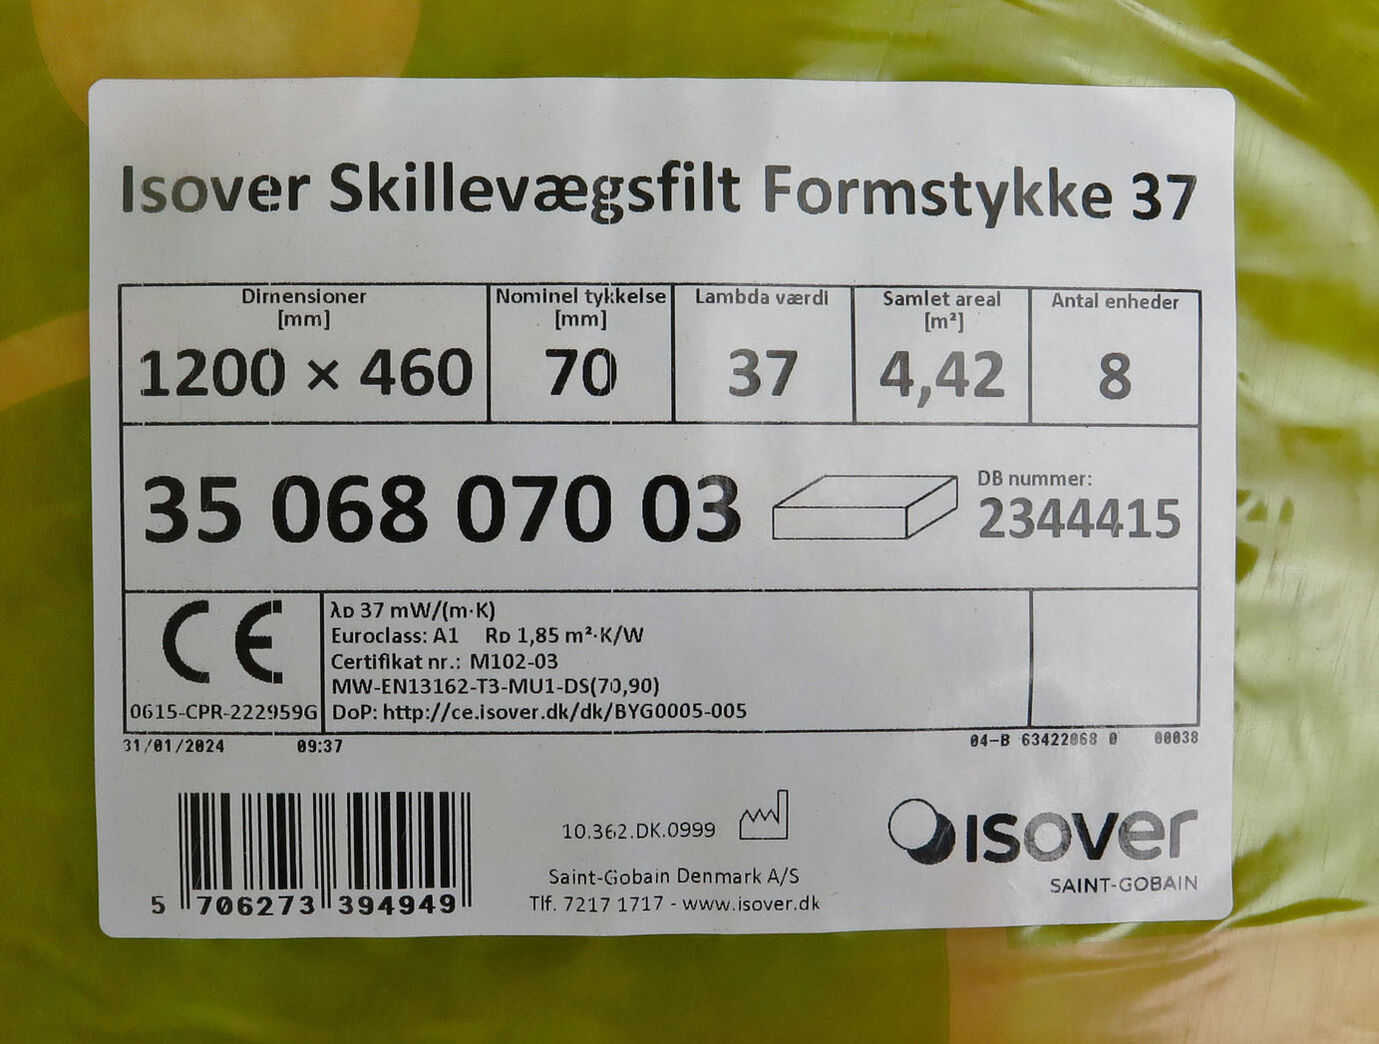 Isover Skillevægsfilt Formstykke 37
Dimensioner
[mm]
1200 × 460
Nominel tykkelse
[mm]
70
Lambda værdi
37
Samlet areal
[m²]
4,42
Antal enheder
8
35 068 070 03
DB nummer:
2344415
CE
0615-CPR-222959G
λD 37 mW/(m·K)
Euroclass: A1 RD 1,85 m²·K/W
Certifikat nr.: M102-03
MW-EN13162-T3-MU1-DS(70,90)
DoP: http://ce.isover.dk/dk/BYG0005-005
31/01/2024 09:37
04-B 63422068 0 00038
5 706273 394949
10.362.DK.0999
Saint-Gobain Denmark A/S
Tlf. 7217 1717 - www.isover.dk
isover
SAINT-GOBAIN